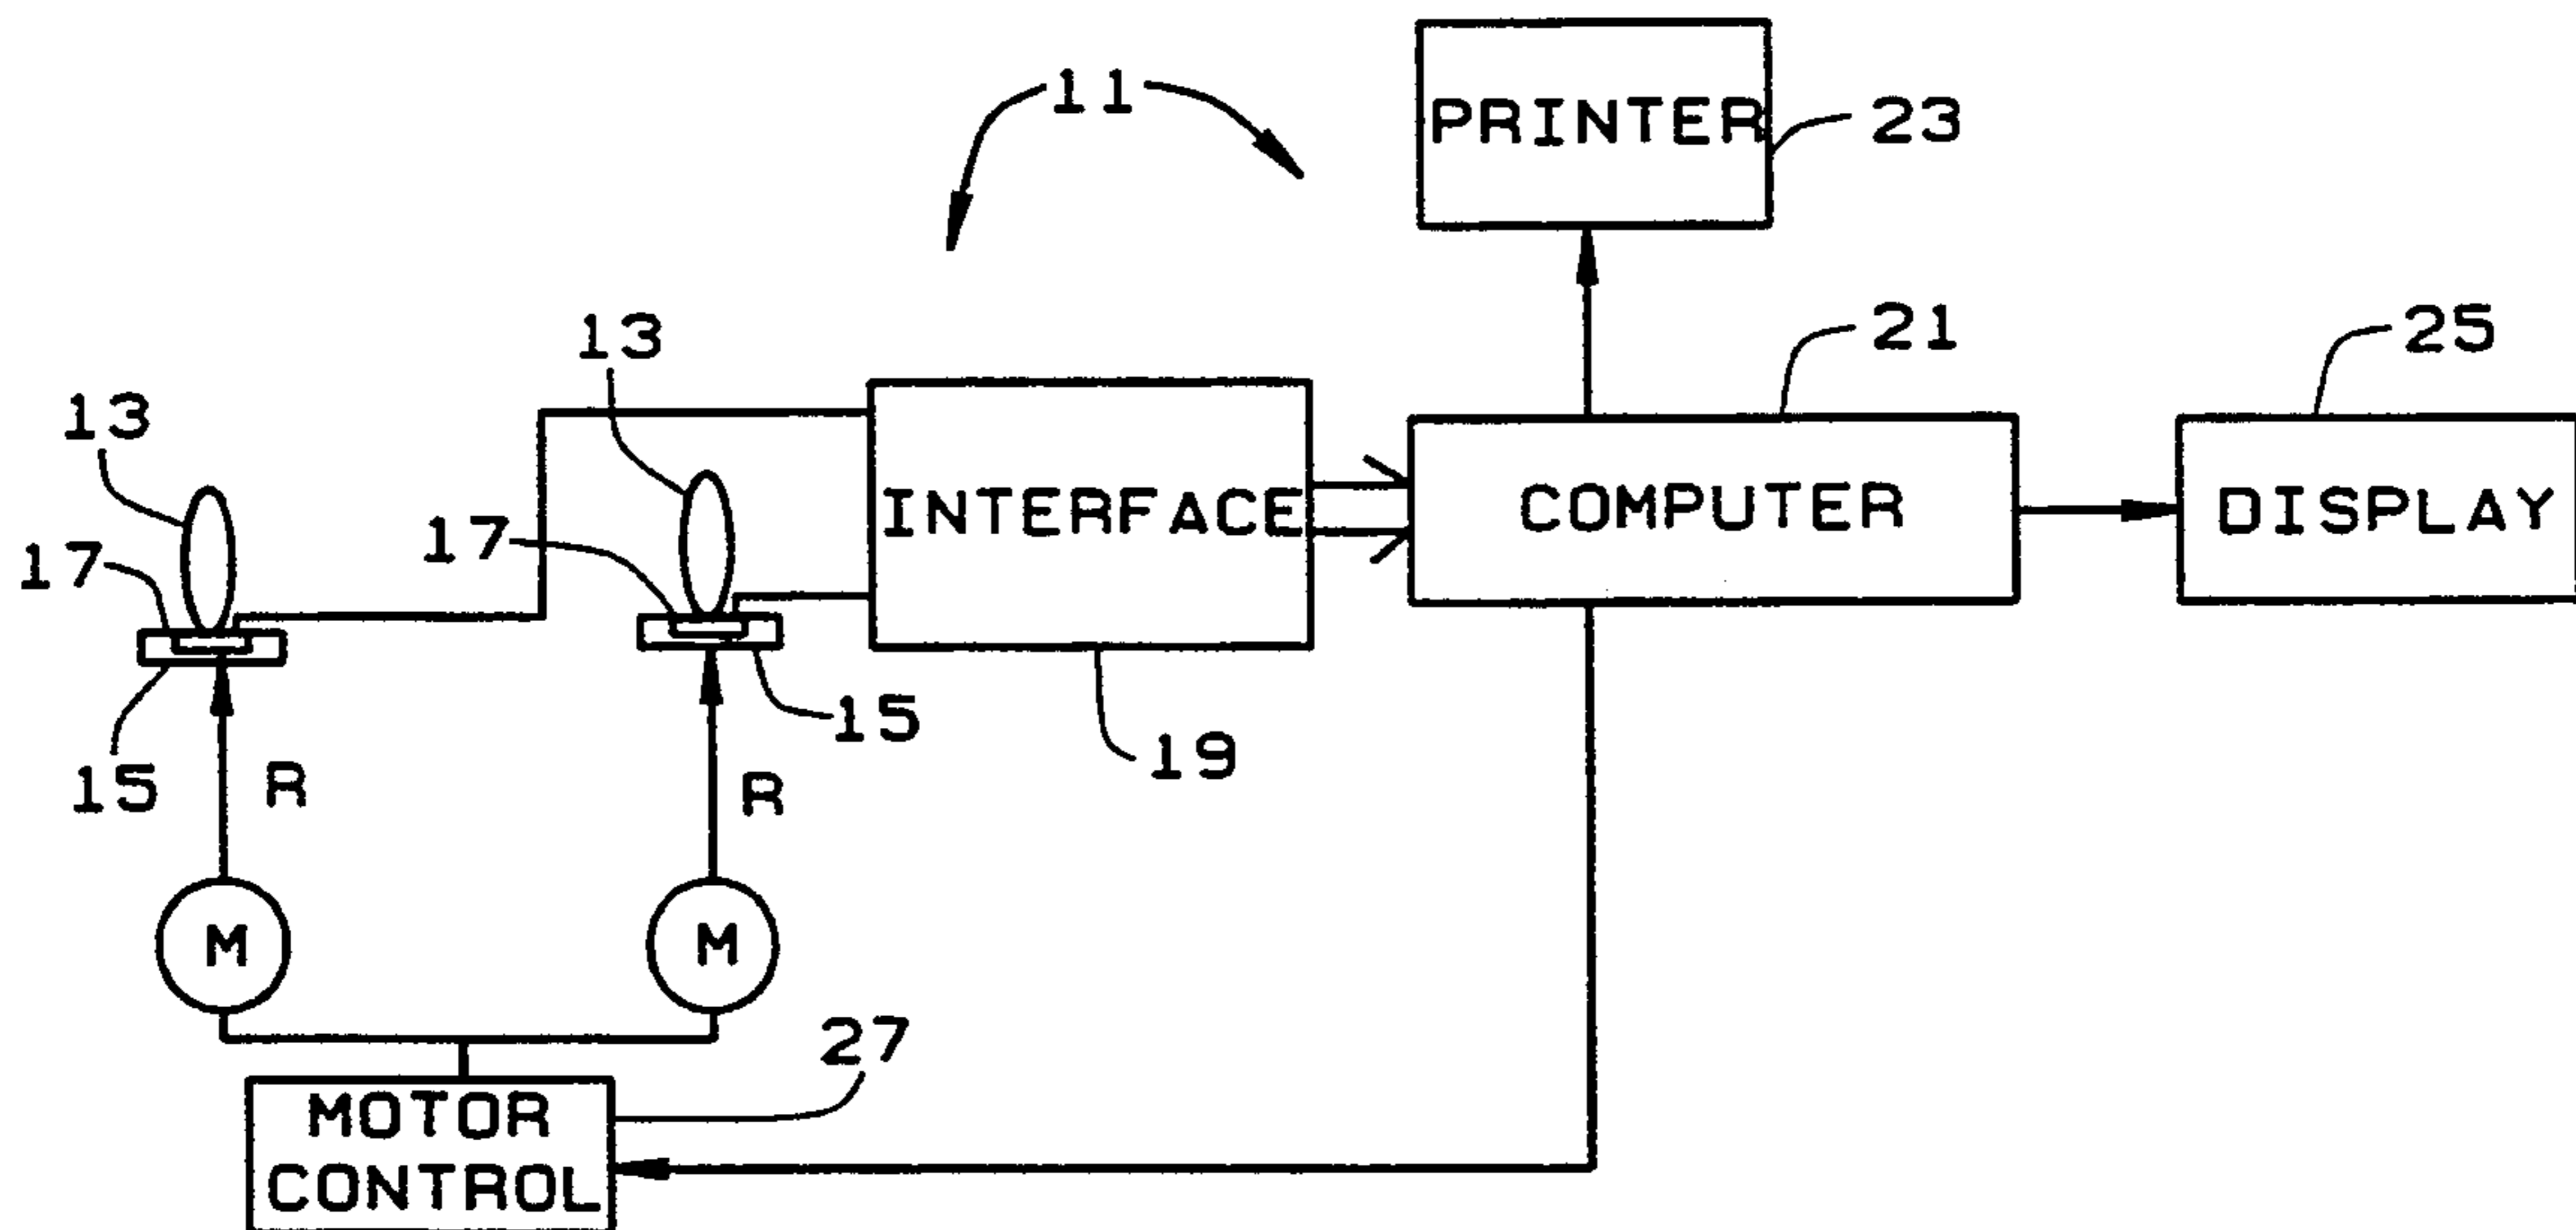 11
PRINTER
23
13
21
25
13
INTERFACE
COMPUTER
DISPLAY
17
17
15
19
15
R
R
M
M
27
MOTOR
CONTROL